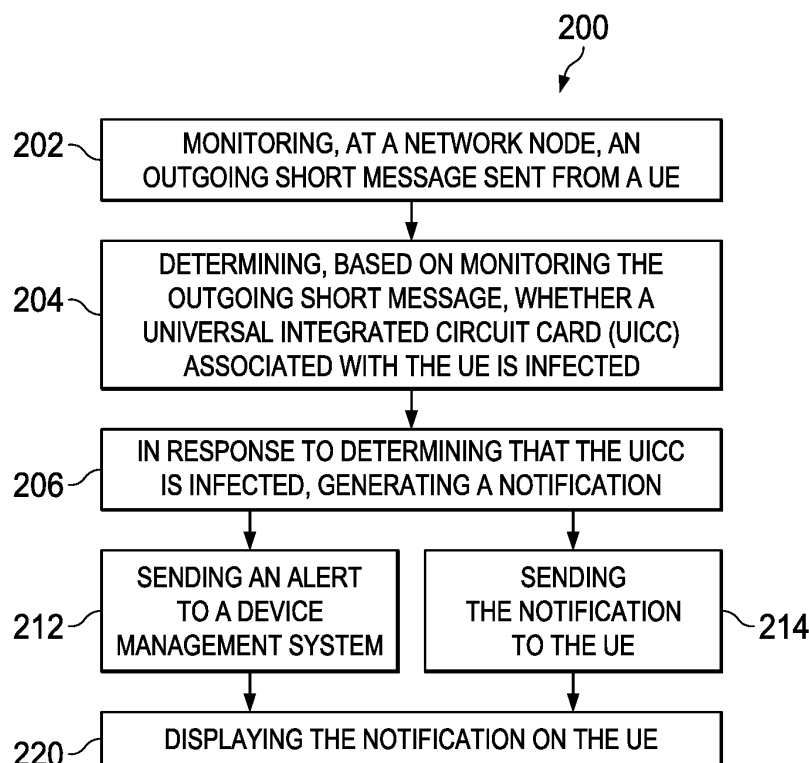 200
202
MONITORING, AT A NETWORK NODE, AN
OUTGOING SHORT MESSAGE SENT FROM A UE
204
DETERMINING, BASED ON MONITORING THE
OUTGOING SHORT MESSAGE, WHETHER A
UNIVERSAL INTEGRATED CIRCUIT CARD (UICC)
ASSOCIATED WITH THE UE IS INFECTED
206
IN RESPONSE TO DETERMINING THAT THE UICC
IS INFECTED, GENERATING A NOTIFICATION
212
SENDING AN ALERT
TO A DEVICE
MANAGEMENT SYSTEM
SENDING
THE NOTIFICATION
TO THE UE
214
220
DISPLAYING THE NOTIFICATION ON THE UE